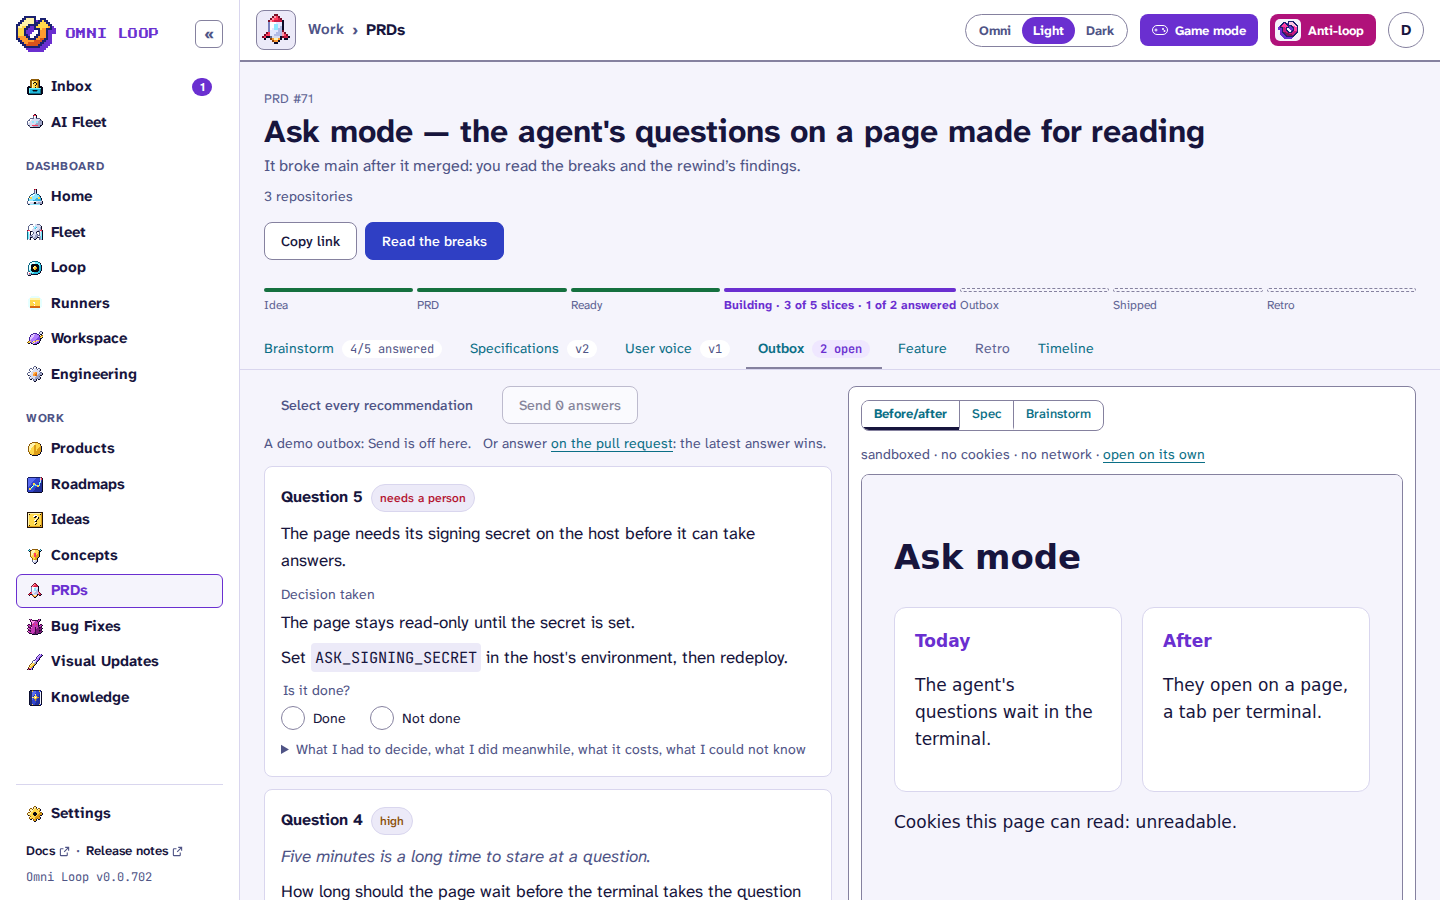 OMNI LOOP
«
Inbox
1
AI Fleet
DASHBOARD
Home
Fleet
Loop
Runners
Workspace
Engineering
WORK
Products
Roadmaps
Ideas
Concepts
PRDs
Bug Fixes
Visual Updates
Knowledge
Settings
Docs · Release notes
Omni Loop v0.0.702
Work › PRDs
Omni Light Dark
Game mode
Anti-loop
D
PRD #71
Ask mode — the agent's questions on a page made for reading
It broke main after it merged: you read the breaks and the rewind's findings.
3 repositories
Copy link
Read the breaks
Idea
PRD
Ready
Building · 3 of 5 slices · 1 of 2 answered
Outbox
Shipped
Retro
Brainstorm 4/5 answered
Specifications v2
User voice v1
Outbox 2 open
Feature
Retro
Timeline
Select every recommendation
Send 0 answers
A demo outbox: Send is off here. Or answer on the pull request: the latest answer wins.
Question 5 needs a person
The page needs its signing secret on the host before it can take
answers.
Decision taken
The page stays read-only until the secret is set.
Set ASK_SIGNING_SECRET in the host's environment, then redeploy.
Is it done?
Done Not done
▶ What I had to decide, what I did meanwhile, what it costs, what I could not know
Question 4 high
Five minutes is a long time to stare at a question.
How long should the page wait before the terminal takes the question
Before/after Spec Brainstorm
sandboxed · no cookies · no network · open on its own
Ask mode
Today
The agent's
questions wait in the
terminal.
After
They open on a page,
a tab per terminal.
Cookies this page can read: unreadable.